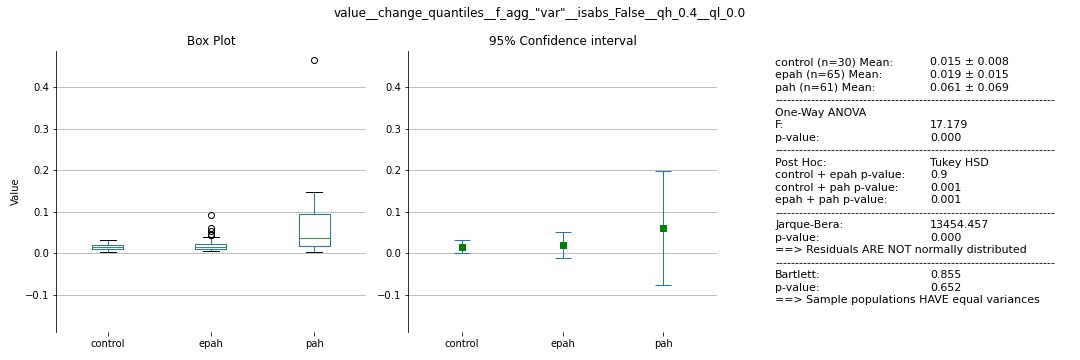 value__change_quantiles__f_agg_"var"__isabs_False__qh_0.4__ql_0.0
Box Plot
Value
0.4
0.3
0.2
0.1
0.0
−0.1
control epah pah
95% Confidence interval
0.4
0.3
0.2
0.1
0.0
−0.1
control epah pah
control (n=30) Mean: 0.015 ± 0.008
epah (n=65) Mean: 0.019 ± 0.015
pah (n=61) Mean: 0.061 ± 0.069
One-Way ANOVA
F: 17.179
p-value: 0.000
Post Hoc: Tukey HSD
control + epah p-value: 0.9
control + pah p-value: 0.001
epah + pah p-value: 0.001
Jarque-Bera: 13454.457
p-value: 0.000
==> Residuals ARE NOT normally distributed
Bartlett: 0.855
p-value: 0.652
==> Sample populations HAVE equal variances